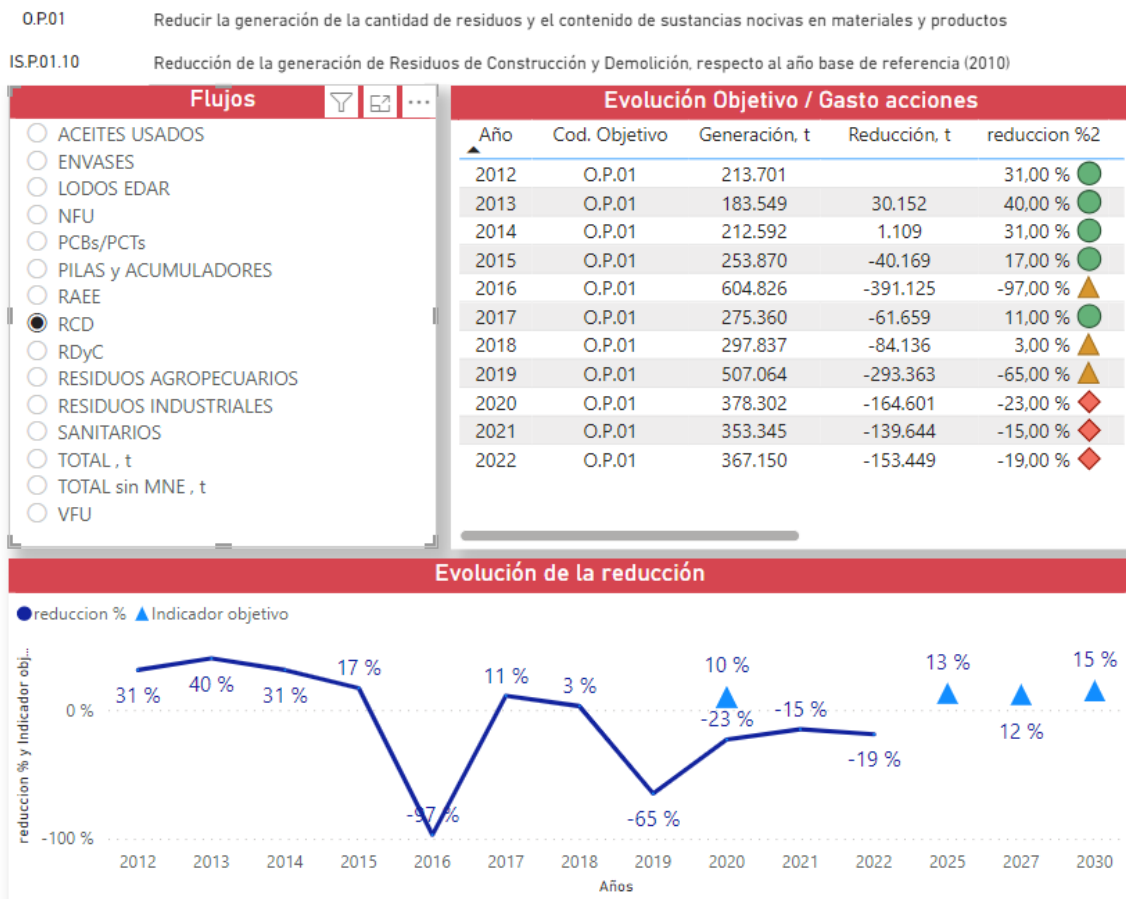 O.P.01 Reducir la generación de la cantidad de residuos y el contenido de sustancias nocivas en materiales y productos
IS.P.01.10 Reducción de la generación de Residuos de Construcción y Demolición, respecto al año base de referencia (2010)
Flujos
ACEITES USADOS
ENVASES
LODOS EDAR
NFU
PCBs/PCTs
PILAS y ACUMULADORES
RAEE
RCD
RDyC
RESIDUOS AGROPECUARIOS
RESIDUOS INDUSTRIALES
SANITARIOS
TOTAL , t
TOTAL sin MNE , t
VFU
Evolución Objetivo / Gasto acciones
Año Cod. Objetivo Generación, t Reducción, t reduccion %2
2012 O.P.01 213.701 31,00 %
2013 O.P.01 183.549 30.152 40,00 %
2014 O.P.01 212.592 1.109 31,00 %
2015 O.P.01 253.870 -40.169 17,00 %
2016 O.P.01 604.826 -391.125 -97,00 %
2017 O.P.01 275.360 -61.659 11,00 %
2018 O.P.01 297.837 -84.136 3,00 %
2019 O.P.01 507.064 -293.363 -65,00 %
2020 O.P.01 378.302 -164.601 -23,00 %
2021 O.P.01 353.345 -139.644 -15,00 %
2022 O.P.01 367.150 -153.449 -19,00 %
Evolución de la reducción
reduccion % Indicador objetivo
reduccion % y Indicador obj...
0 %
-100 %
31 % 40 % 31 % 17 % -97 % 11 % 3 % -65 % -23 % -15 % -19 %
10 % 13 % 12 % 15 %
2012 2013 2014 2015 2016 2017 2018 2019 2020 2021 2022 2025 2027 2030
Años